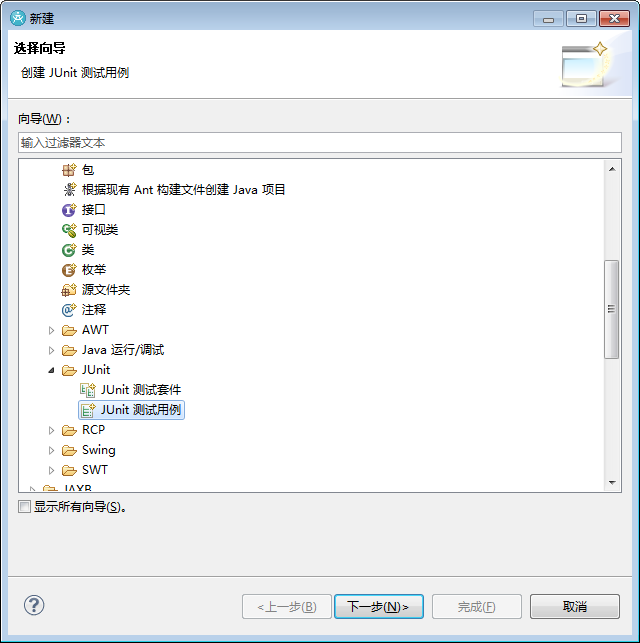 新建
选择向导
创建 JUnit 测试用例
向导(W)：
输入过滤器文本
包
根据现有 Ant 构建文件创建 Java 项目
接口
可视类
类
枚举
源文件夹
注释
AWT
Java 运行/调试
JUnit
JUnit 测试套件
JUnit 测试用例
RCP
Swing
SWT
JAXB
显示所有向导(S)。
<上一步(B)
下一步(N)>
完成(F)
取消